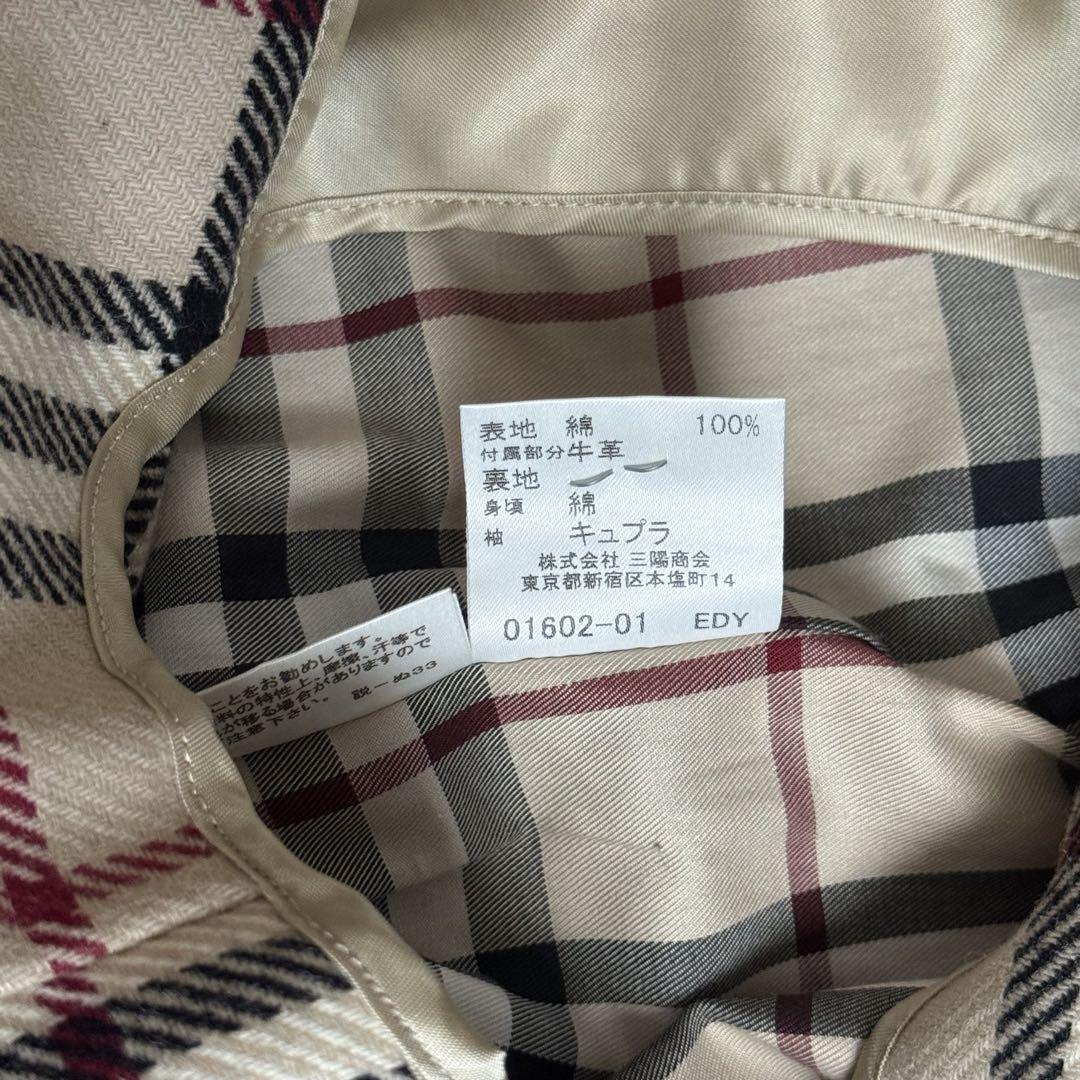 表地 綿 100%
付属部分牛革
裏地
身頃 綿
袖 キュプラ
株式会社 三陽商会
東京都新宿区本塩町14
01602-01 EDY
ことをお勧めします。
料の特性上、摩擦、汗等で
が移る場合がありますので
注意下さい。 説-ぬ33